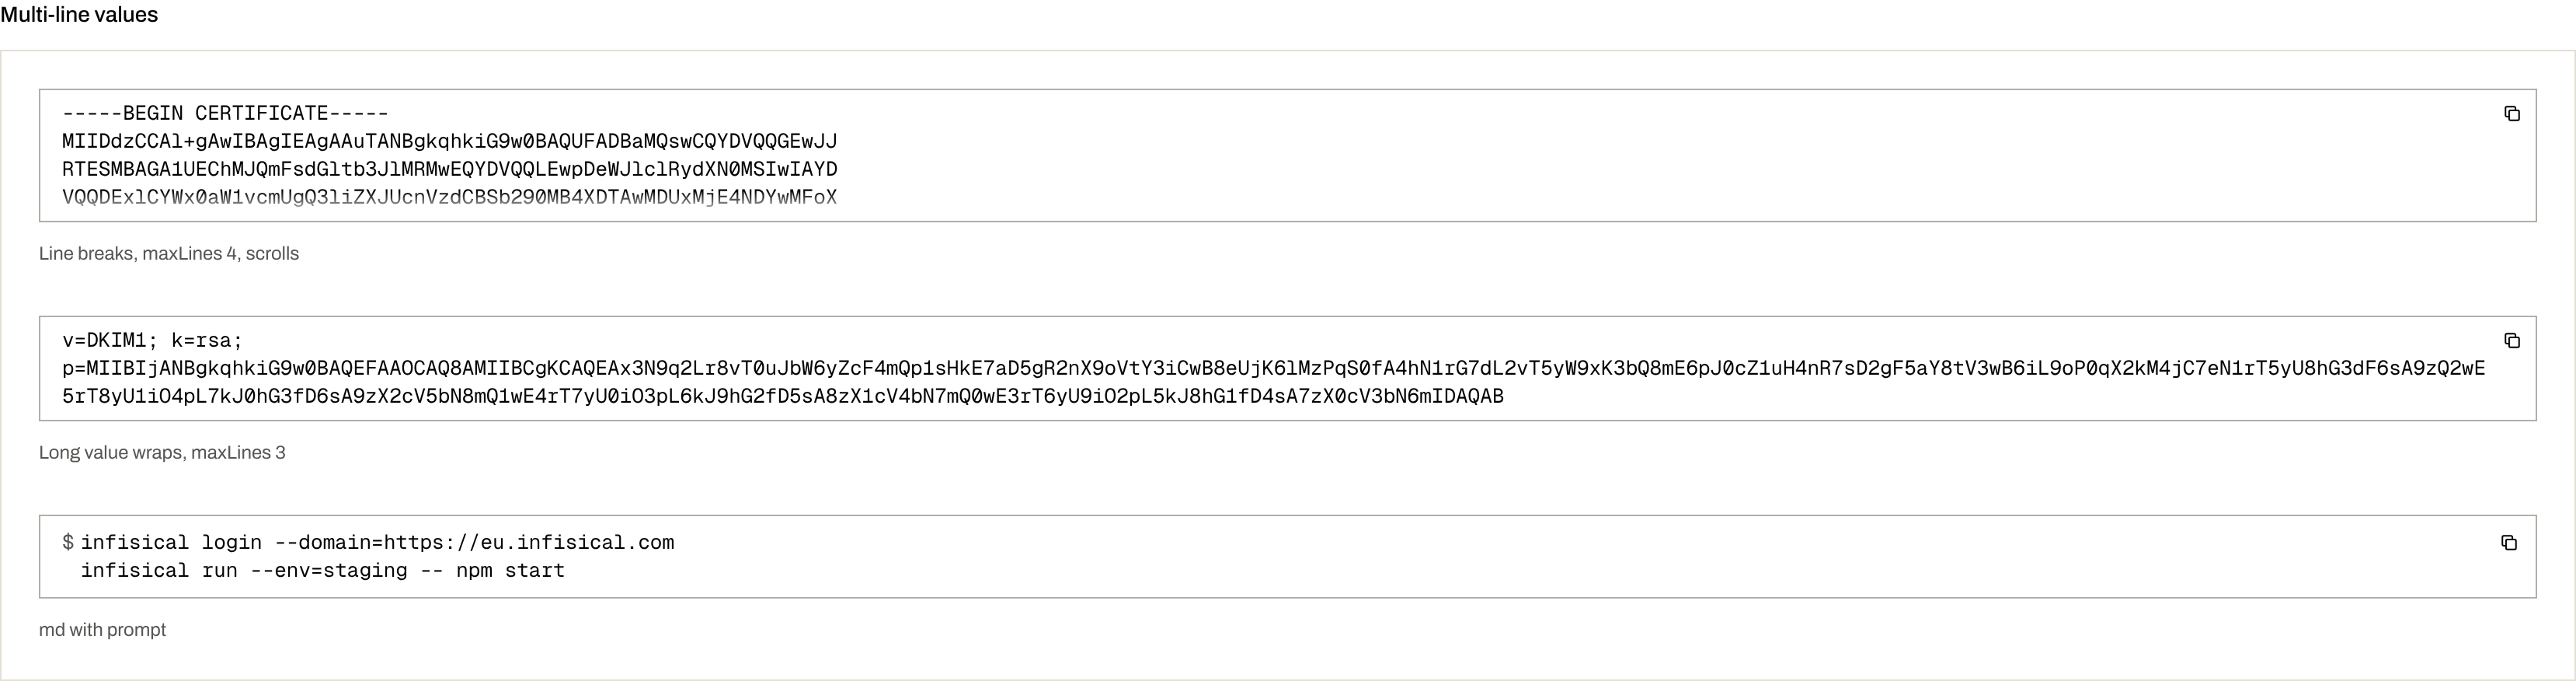 Multi-line values
-----BEGIN CERTIFICATE-----
MIIDdzCCAl+gAwIBAgIEAgAAuTANBgkqhkiG9w0BAQUFADBaMQswCQYDVQQGEwJJ
RTESMBAGA1UEChMJQmFsdGltb3JlMRMwEQYDVQQLEwpDeWJlclRydXN0MSIwIAYD
VQQDExlCYWx0aW1vcmUgQ3liZXJUcnVzdCBSb290MB4XDTAwMDUxMjE4NDYwMFoX
Line breaks, maxLines 4, scrolls
v=DKIM1; k=rsa;
p=MIIBIjANBgkqhkiG9w0BAQEFAAOCAQ8AMIIBCgKCAQEAx3N9q2Lr8vT0uJbW6yZcF4mQp1sHkE7aD5gR2nX9oVtY3iCwB8eUjK6lMzPqS0fA4hN1rG7dL2vT5yW9xK3bQ8mE6pJ0cZ1uH4nR7sD2gF5aY8tV3wB6iL9oP0qX2kM4jC7eN1rT5yU8hG3dF6sA9zQ2wE
5rT8yU1iO4pL7kJ0hG3fD6sA9zX2cV5bN8mQ1wE4rT7yU0iO3pL6kJ9hG2fD5sA8zX1cV4bN7mQ0wE3rT6yU9iO2pL5kJ8hG1fD4sA7zX0cV3bN6mIDAQAB
Long value wraps, maxLines 3
$ infisical login --domain=https://eu.infisical.com
infisical run --env=staging -- npm start
md with prompt